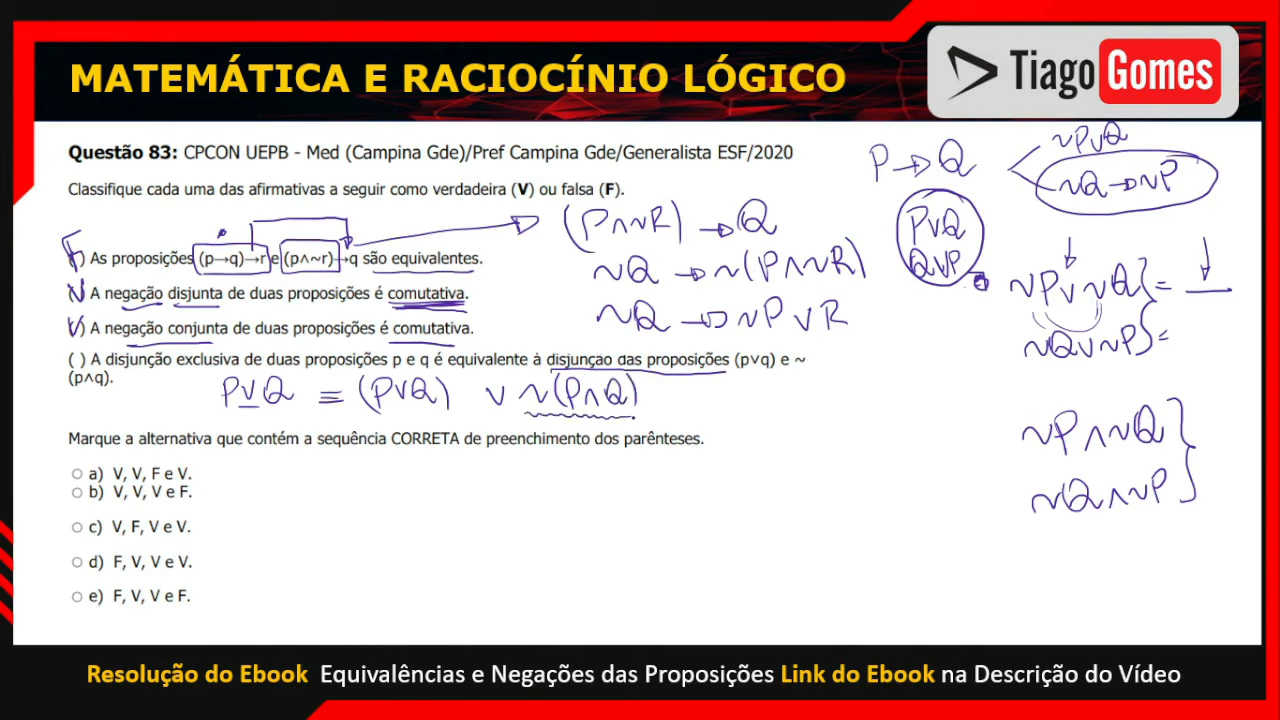 MATEMÁTICA E RACIOCÍNIO LÓGICO
Tiago Gomes
Questão 83: CPCON UEPB - Med (Campina Gde)/Pref Campina Gde/Generalista ESF/2020
Classifique cada uma das afirmativas a seguir como verdadeira (V) ou falsa (F).
(F) As proposições (p→q)→r e (p∧~r)→q são equivalentes.
(V) A negação disjunta de duas proposições é comutativa.
(V) A negação conjunta de duas proposições é comutativa.
( ) A disjunção exclusiva de duas proposições p e q é equivalente à disjunçao das proposições (p∨q) e ~
(p∧q).
P⊻Q ≡ (P∨Q) ∨ ~(P∧Q)
Marque a alternativa que contém a sequência CORRETA de preenchimento dos parênteses.
a) V, V, F e V.
b) V, V, V e F.
c) V, F, V e V.
d) F, V, V e V.
e) F, V, V e F.
(P∧~R) → Q
~Q → ~(P∧~R)
~Q → ~P∨R
P → Q
~P∨Q
~Q → ~P
P∨Q
Q∨P
~P∨~Q =
~Q∨~P =
~P∧~Q
~Q∧~P
Resolução do Ebook Equivalências e Negações das Proposições Link do Ebook na Descrição do Vídeo